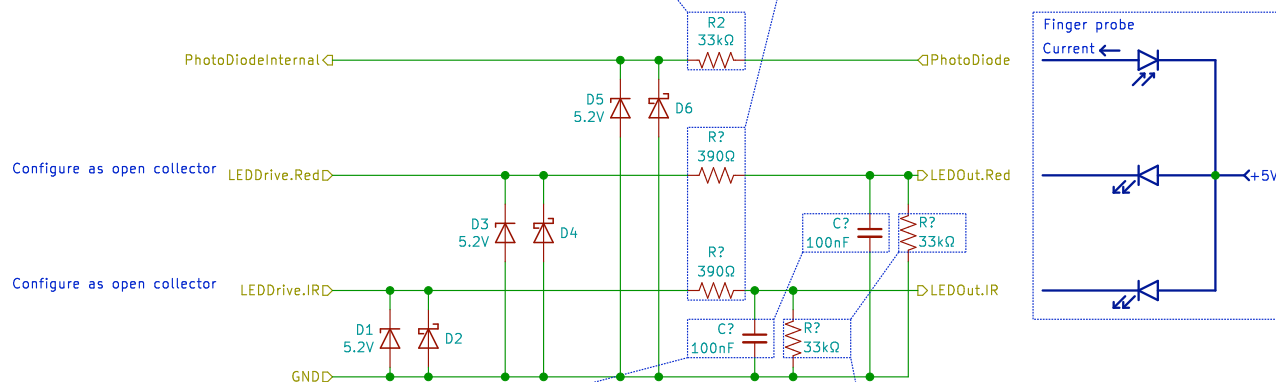 R2
33kΩ
PhotoDiodeInternal
PhotoDiode
Finger probe
Current
D5
5.2V
D6
R?
390Ω
Configure as open collector
LEDDrive.Red
LEDOut.Red
+5V
D3
5.2V
D4
C?
100nF
R?
33kΩ
R?
390Ω
Configure as open collector
LEDDrive.IR
LEDOut.IR
D1
5.2V
D2
C?
100nF
R?
33kΩ
GND